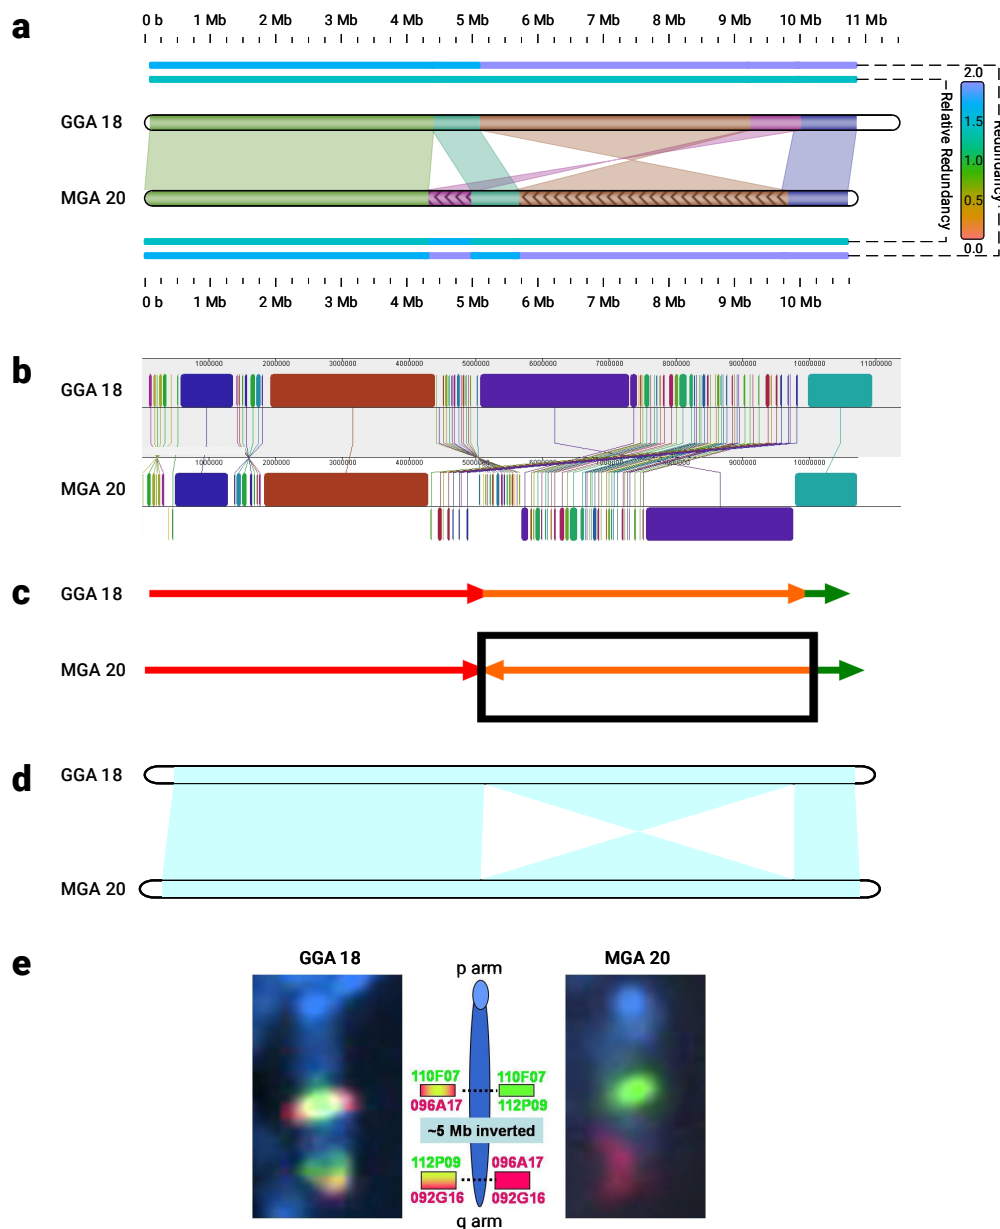 a
0 b 1 Mb 2 Mb 3 Mb 4 Mb 5 Mb 6 Mb 7 Mb 8 Mb 9 Mb 10 Mb 11 Mb
GGA 18
MGA 20
0 b 1 Mb 2 Mb 3 Mb 4 Mb 5 Mb 6 Mb 7 Mb 8 Mb 9 Mb 10 Mb
Relative Redundancy
2.0
1.5
1.0
0.5
0.0
Redundancy
b
1000000 2000000 3000000 4000000 5000000 6000000 7000000 8000000 9000000 10000000 11000000
GGA 18
1000000 2000000 3000000 4000000 5000000 6000000 7000000 8000000 9000000 10000000
MGA 20
c
GGA 18
MGA 20
d
GGA 18
MGA 20
e
GGA 18
p arm
MGA 20
110F07 110F07
096A17 112P09
~5 Mb inverted
112P09 096A17
092G16 092G16
q arm